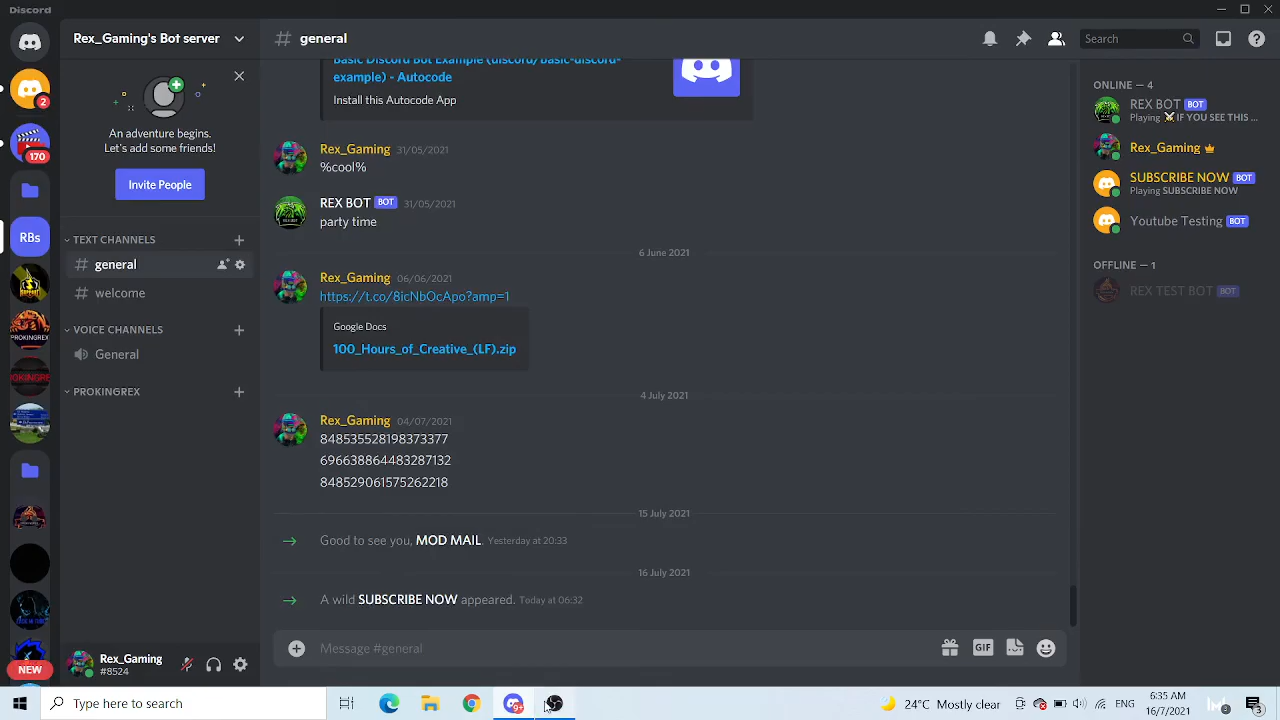 Discord
Rex_Gaming's Bot server
An adventure begins.
Let's add some friends!
Invite People
TEXT CHANNELS
general
welcome
VOICE CHANNELS
General
PROKINGREX
2
170
RBs
PROKINGREX
NEW
Rex_Gaming
#8524
# general
Search
Basic Discord Bot Example (discord/basic-discord-
example) - Autocode
Install this Autocode App
Rex_Gaming 31/05/2021
%cool%
REX BOT BOT 31/05/2021
party time
6 June 2021
Rex_Gaming 06/06/2021
https://t.co/8icNbOcApo?amp=1
Google Docs
100_Hours_of_Creative_(LF).zip
4 July 2021
Rex_Gaming 04/07/2021
848535528198373377
696638864483287132
848529061575262218
15 July 2021
Good to see you, MOD MAIL. Yesterday at 20:33
16 July 2021
A wild SUBSCRIBE NOW appeared. Today at 06:32
Message #general
GIF
ONLINE — 4
REX BOT BOT
Playing IF YOU SEE THIS ...
Rex_Gaming
SUBSCRIBE NOW BOT
Playing SUBSCRIBE NOW
Youtube Testing BOT
OFFLINE — 1
REX TEST BOT BOT
Type here to search
9+
24°C Mostly clear
ENG
6:35 AM
16/7/2021
3